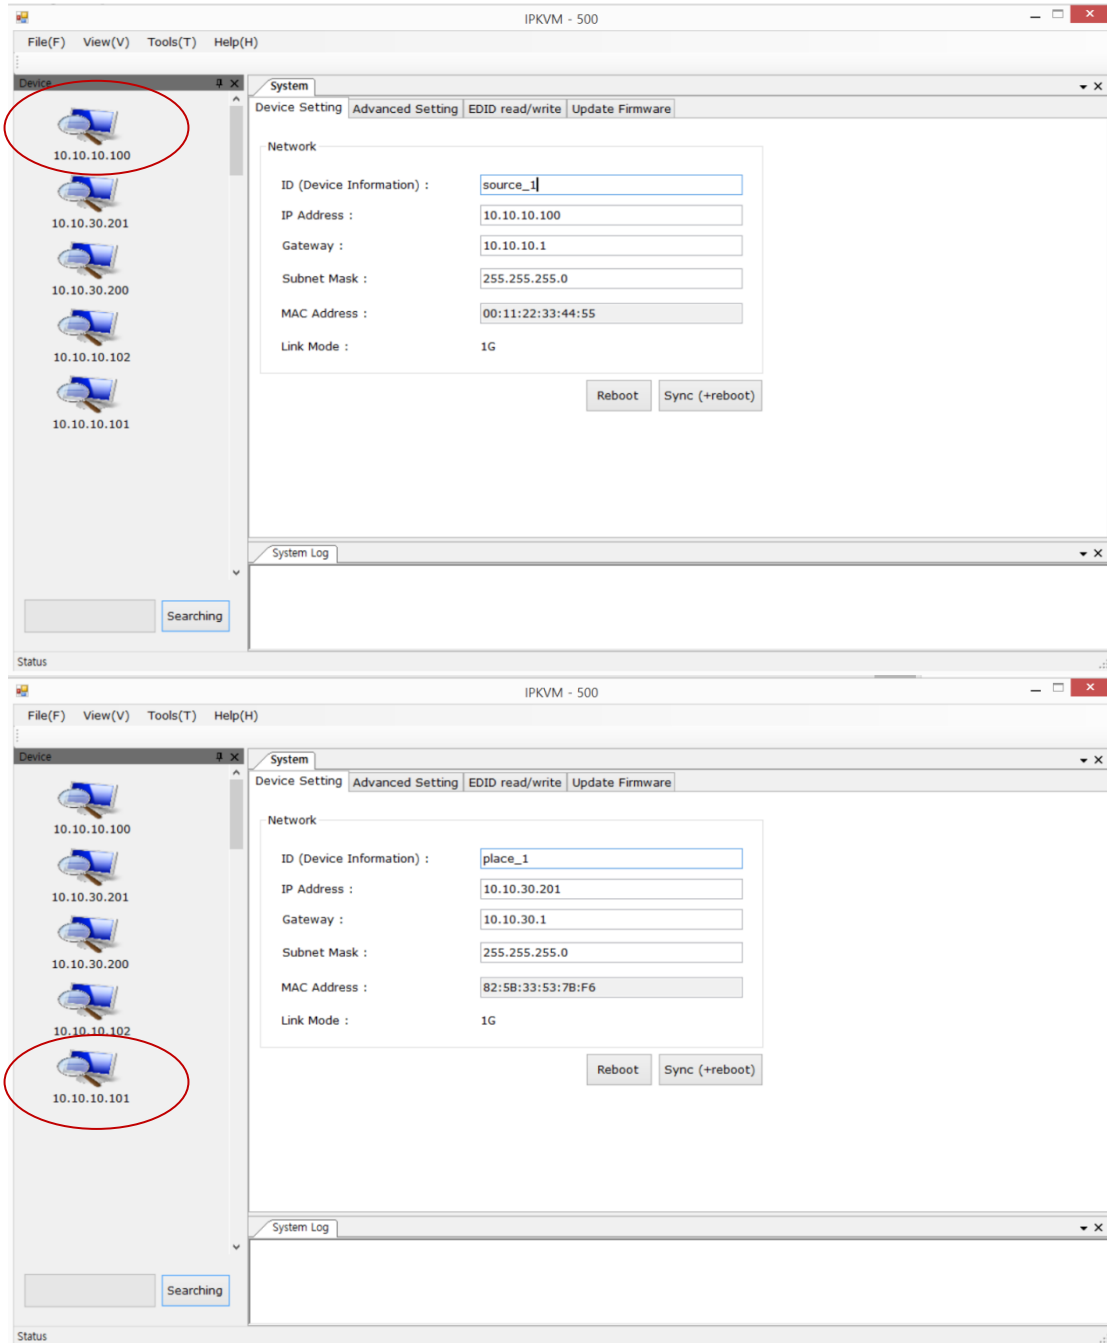 IPKVM - 500
File(F) View(V) Tools(T) Help(H)
Device
10.10.10.100
10.10.30.201
10.10.30.200
10.10.10.102
10.10.10.101
Searching
System
Device Setting Advanced Setting EDID read/write Update Firmware
Network
ID (Device Information) : source_1
IP Address : 10.10.10.100
Gateway : 10.10.10.1
Subnet Mask : 255.255.255.0
MAC Address : 00:11:22:33:44:55
Link Mode : 1G
Reboot Sync (+reboot)
System Log
Status
IPKVM - 500
File(F) View(V) Tools(T) Help(H)
Device
10.10.10.100
10.10.30.201
10.10.30.200
10.10.10.102
10.10.10.101
Searching
System
Device Setting Advanced Setting EDID read/write Update Firmware
Network
ID (Device Information) : place_1
IP Address : 10.10.30.201
Gateway : 10.10.30.1
Subnet Mask : 255.255.255.0
MAC Address : 82:5B:33:53:7B:F6
Link Mode : 1G
Reboot Sync (+reboot)
System Log
Status